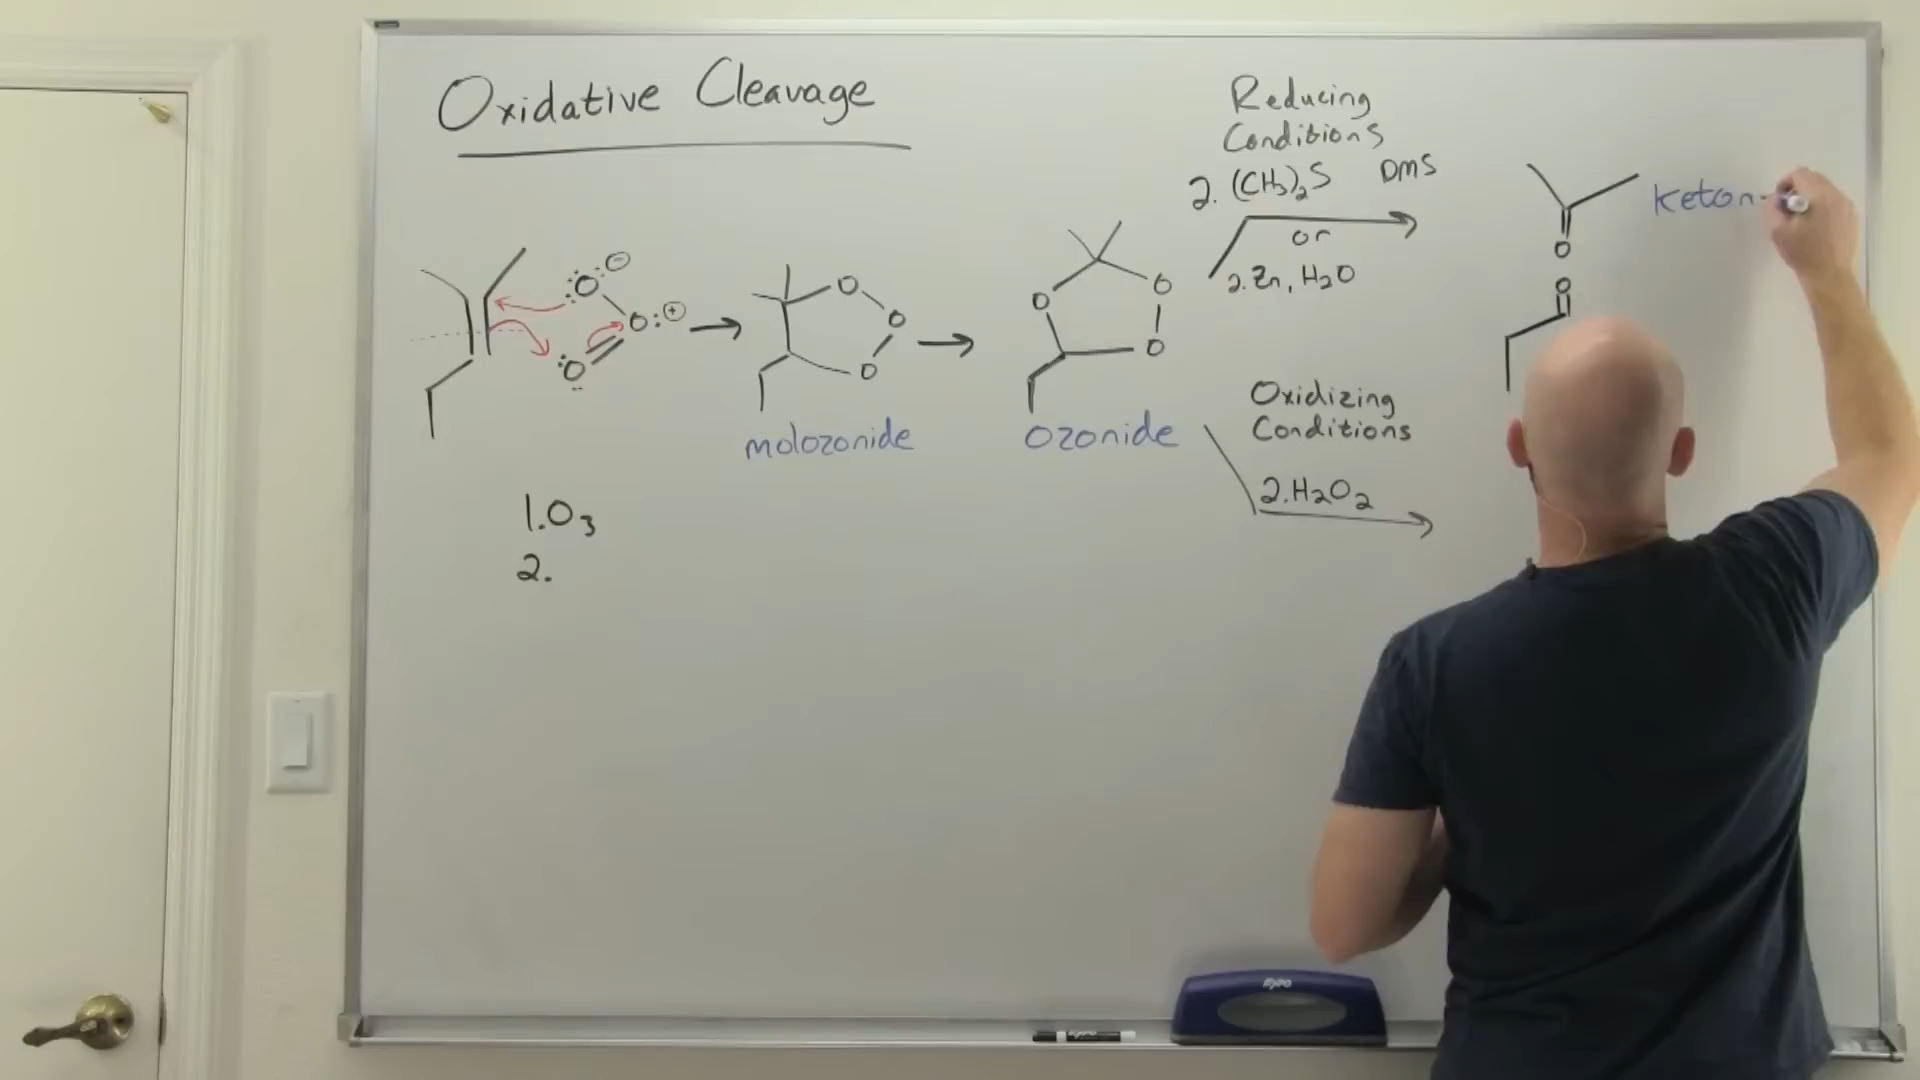 Oxidative Cleavage
Reducing
Conditions
2. (CH3)2S DMS
or
2. Zn, H2O
keton
O
O
:O: ⊖
O: ⊕
:O
O
O
O
O
O
O
molozonide
ozonide
Oxidizing
Conditions
2. H2O2
1. O3
2.
expo